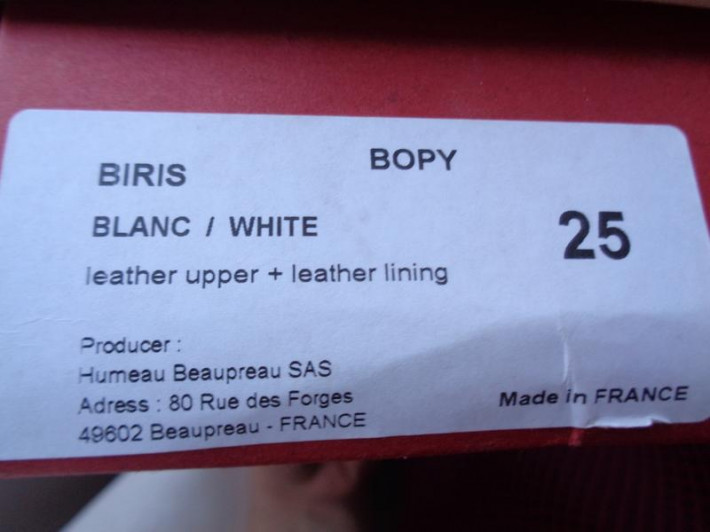 BIRIS BOPY
BLANC / WHITE 25
leather upper + leather lining
Producer :
Humeau Beaupreau SAS
Adress : 80 Rue des Forges
49602 Beaupreau - FRANCE
Made in FRANCE